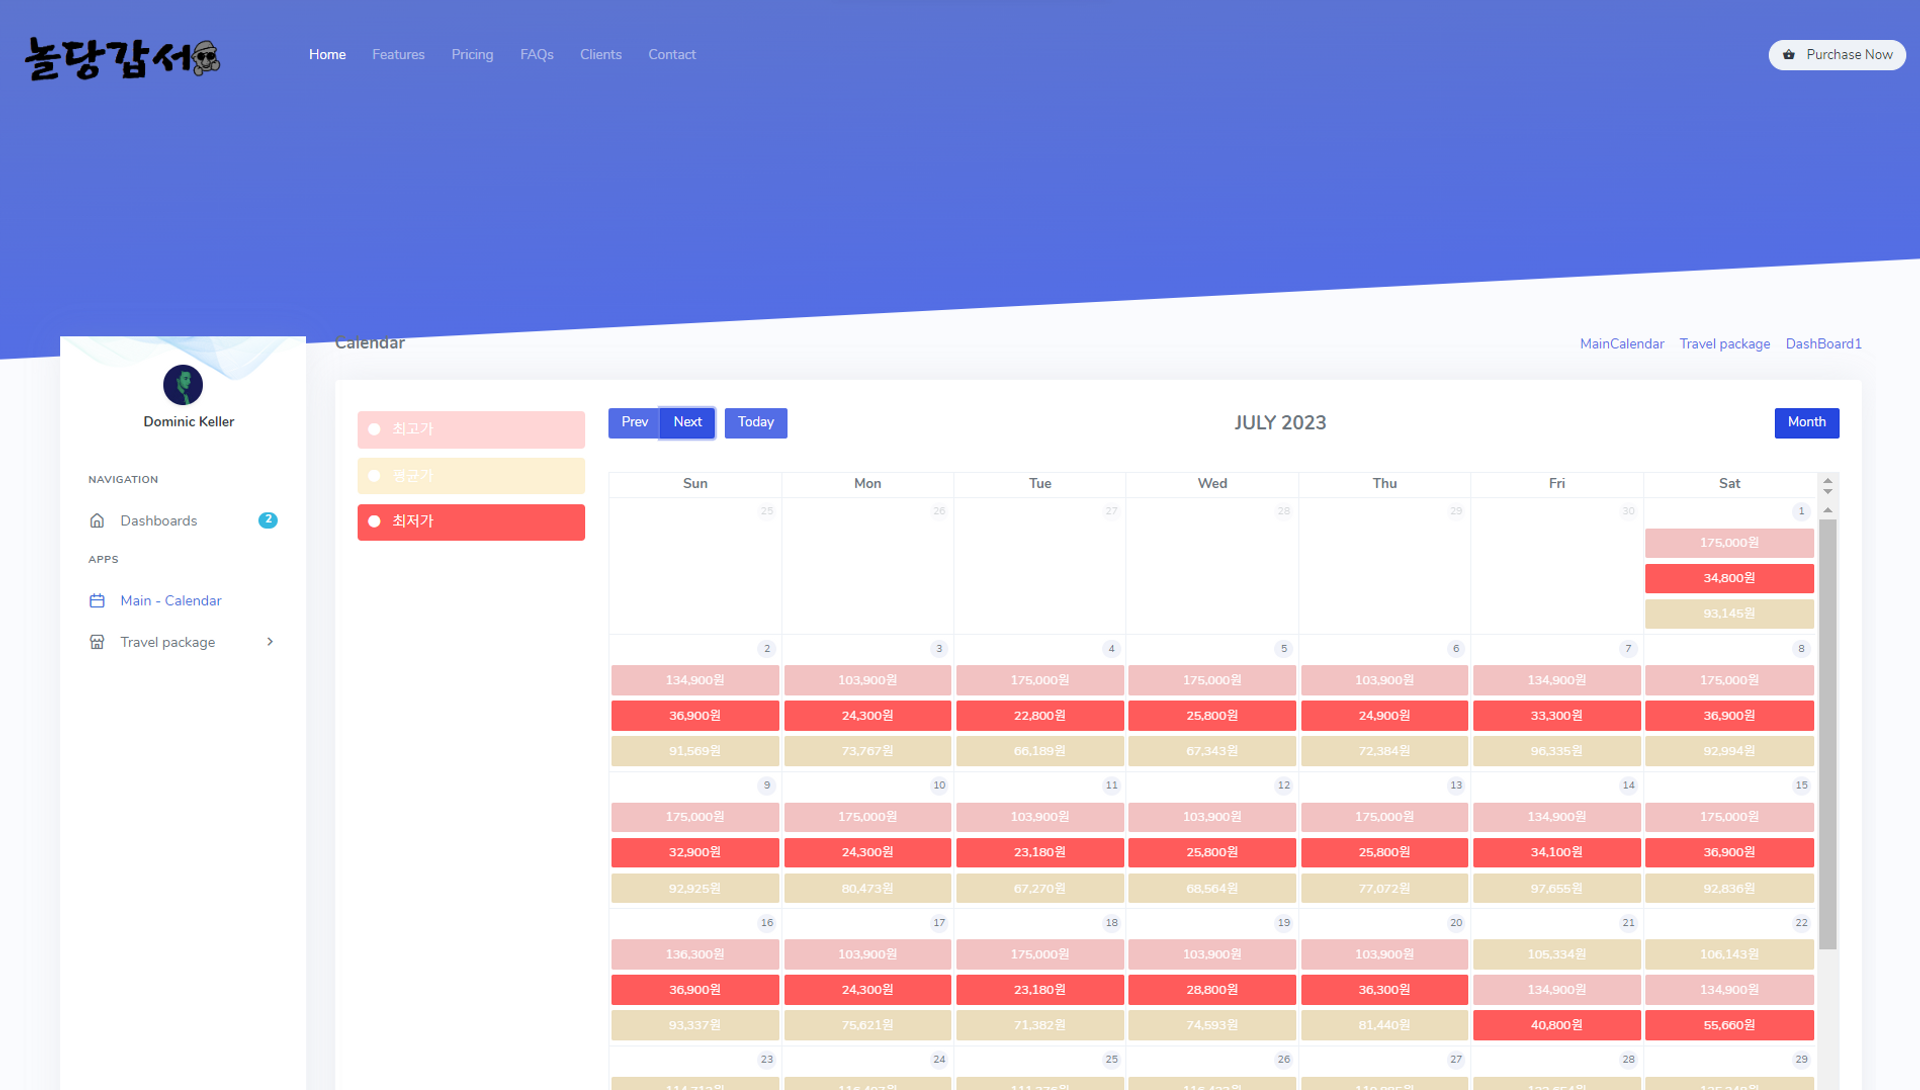 놀당갑서
Home Features Pricing FAQs Clients Contact
Purchase Now
Calendar
MainCalendar Travel package DashBoard1
Dominic Keller
NAVIGATION
Dashboards 2
APPS
Main - Calendar
Travel package
최고가
평균가
최저가
Prev Next Today
JULY 2023
Month
Sun Mon Tue Wed Thu Fri Sat
25 26 27 28 29 30 1
175,000원
34,800원
93,145원
2 3 4 5 6 7 8
134,900원 103,900원 175,000원 175,000원 103,900원 134,900원 175,000원
36,900원 24,300원 22,800원 25,800원 24,900원 33,300원 36,900원
91,569원 73,767원 66,189원 67,343원 72,384원 96,335원 92,994원
9 10 11 12 13 14 15
175,000원 175,000원 103,900원 103,900원 175,000원 134,900원 175,000원
32,900원 24,300원 23,180원 25,800원 25,800원 34,100원 36,900원
92,925원 80,473원 67,270원 68,564원 77,072원 97,655원 92,836원
16 17 18 19 20 21 22
136,300원 103,900원 175,000원 103,900원 103,900원 105,334원 106,143원
36,900원 24,300원 23,180원 28,800원 36,300원 134,900원 134,900원
93,337원 75,621원 71,382원 74,593원 81,440원 40,800원 55,660원
23 24 25 26 27 28 29